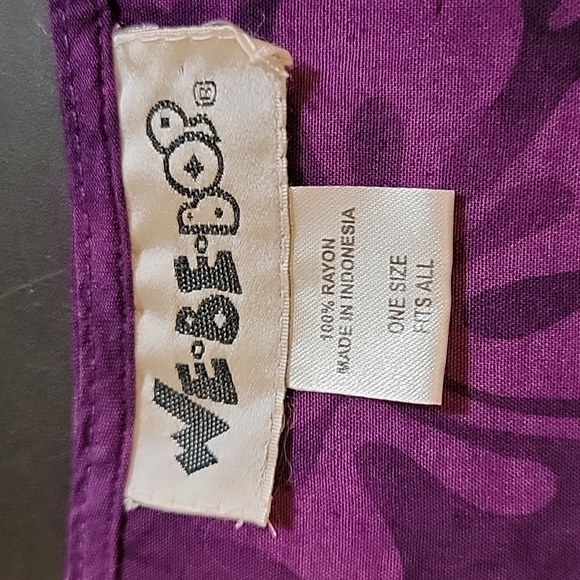 WE·BE·BOP®
100% RAYON
MADE IN INDONESIA
ONE SIZE
FITS ALL